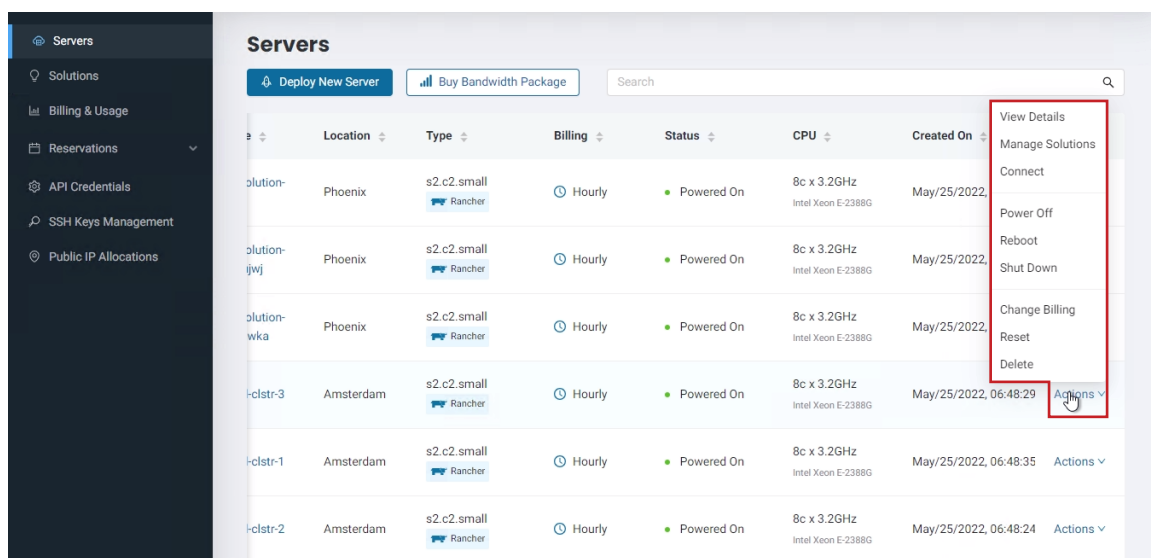 Servers
Solutions
Billing & Usage
Reservations
API Credentials
SSH Keys Management
Public IP Allocations
Servers
Deploy New Server
Buy Bandwidth Package
Search
e Location Type Billing Status CPU Created On
olution-
Phoenix s2.c2.small Rancher Hourly Powered On 8c x 3.2GHz Intel Xeon E-2388G May/25/2022,
olution-
jwj Phoenix s2.c2.small Rancher Hourly Powered On 8c x 3.2GHz Intel Xeon E-2388G May/25/2022,
olution-
wka Phoenix s2.c2.small Rancher Hourly Powered On 8c x 3.2GHz Intel Xeon E-2388G May/25/2022,
l-clstr-3 Amsterdam s2.c2.small Rancher Hourly Powered On 8c x 3.2GHz Intel Xeon E-2388G May/25/2022, 06:48:29 Actions
l-clstr-1 Amsterdam s2.c2.small Rancher Hourly Powered On 8c x 3.2GHz Intel Xeon E-2388G May/25/2022, 06:48:35 Actions
l-clstr-2 Amsterdam s2.c2.small Rancher Hourly Powered On 8c x 3.2GHz Intel Xeon E-2388G May/25/2022, 06:48:24 Actions
View Details
Manage Solutions
Connect
Power Off
Reboot
Shut Down
Change Billing
Reset
Delete